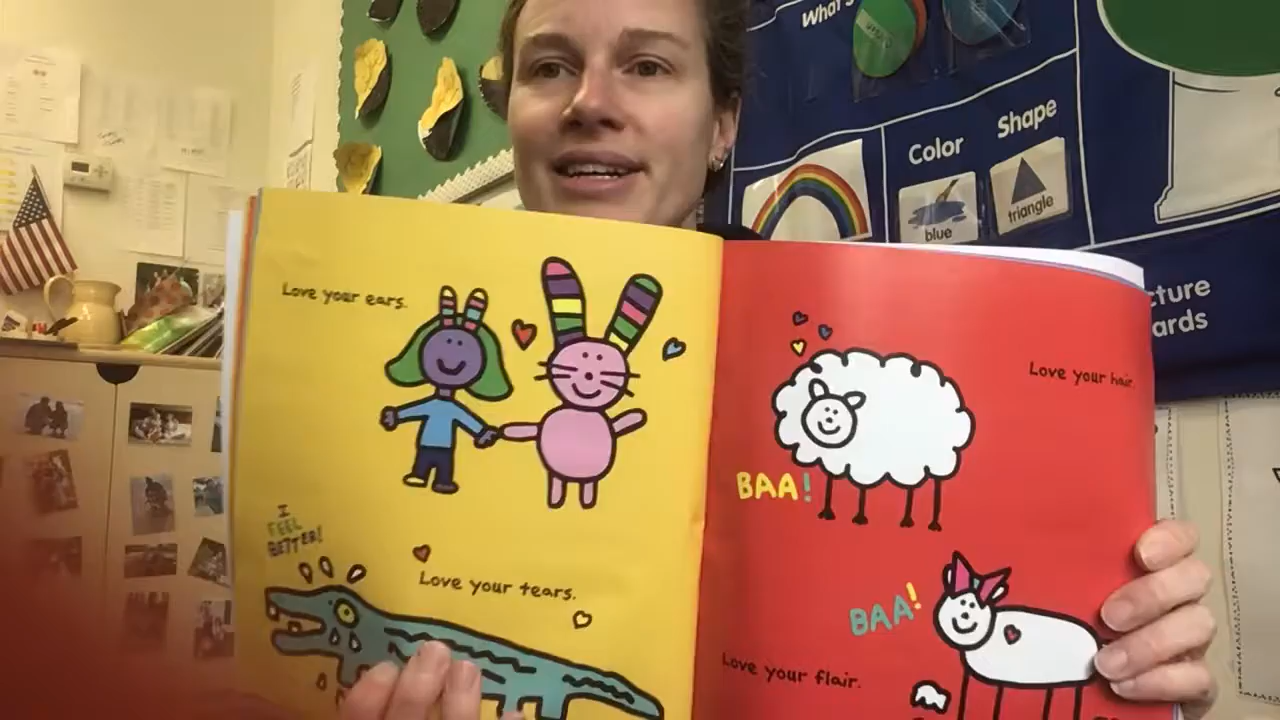 What's
Color
Shape
blue
triangle
cture
ards
Love your ears.
I
FEEL
BETTER!
Love your tears.
Love your hair.
BAA!
BAA!
Love your flair.